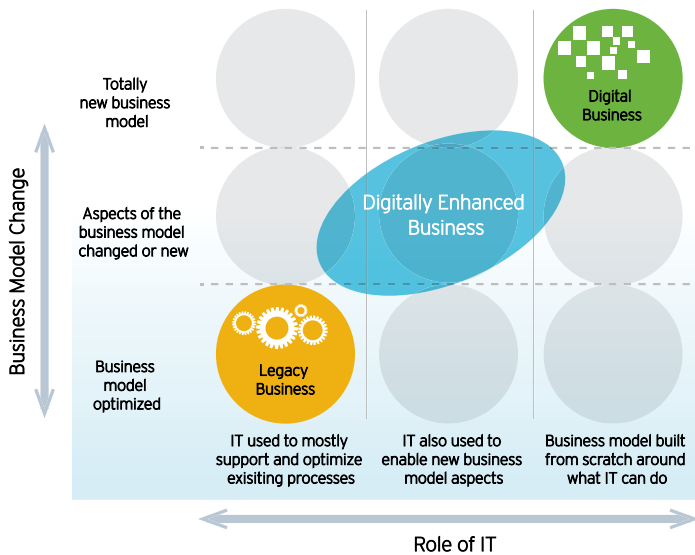 Totally
new business
model
Digital
Business
Business Model Change
Aspects of the
business model
changed or new
Digitally Enhanced
Business
Business
model
optimized
Legacy
Business
IT used to mostly
support and optimize
exisiting processes
IT also used to
enable new business
model aspects
Business model built
from scratch around
what IT can do
Role of IT